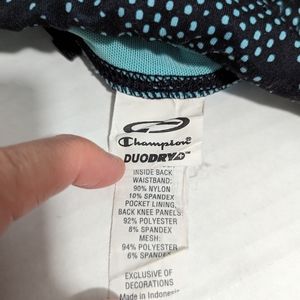 Champion
DUODRY
INSIDE BACK
WAISTBAND:
90% NYLON
10% SPANDEX
POCKET LINING,
BACK KNEE PANELS:
92% POLYESTER
8% SPANDEX
MESH:
94% POLYESTER
6% SPANDEX
EXCLUSIVE OF
DECORATIONS
Made in Indonesia